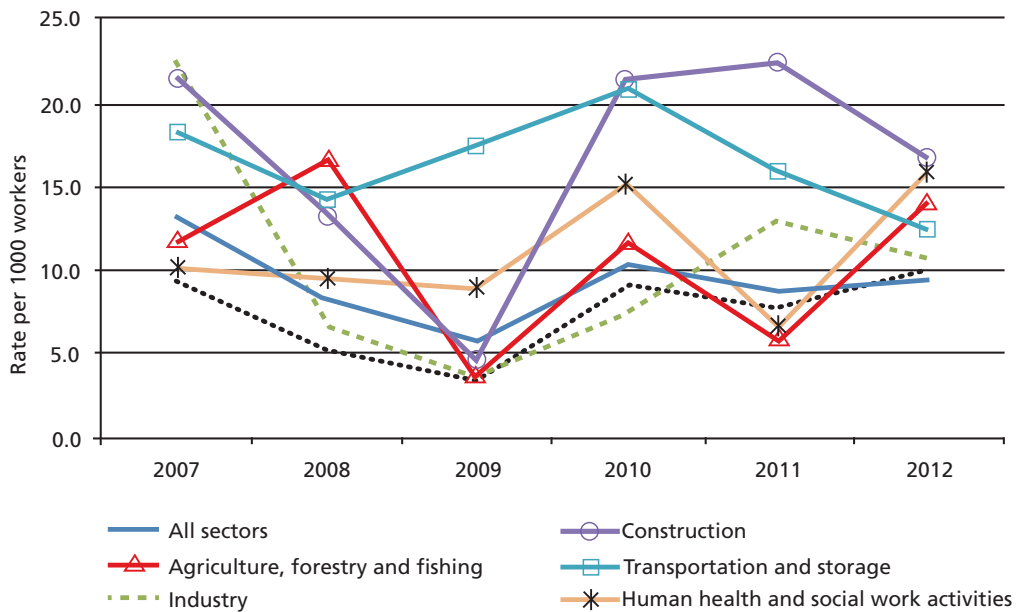 25.0
20.0
15.0
10.0
5.0
0.0
Rate per 1000 workers
2007 2008 2009 2010 2011 2012
All sectors
Construction
Agriculture, forestry and fishing
Transportation and storage
Industry
Human health and social work activities